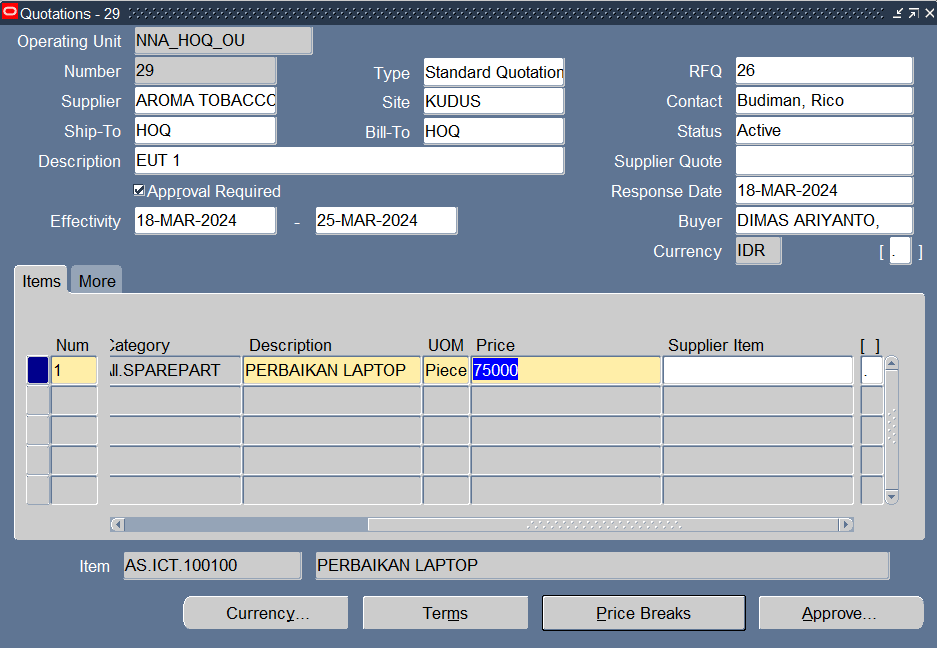 Quotations - 29
Operating Unit NNA_HOQ_OU
Number 29 Type Standard Quotation RFQ 26
Supplier AROMA TOBACCO Site KUDUS Contact Budiman, Rico
Ship-To HOQ Bill-To HOQ Status Active
Description EUT 1 Supplier Quote
Approval Required Response Date 18-MAR-2024
Effectivity 18-MAR-2024 - 25-MAR-2024 Buyer DIMAS ARIYANTO,
Currency IDR [ . ]
Items More
Num Category Description UOM Price Supplier Item [ ]
1 All.SPAREPART PERBAIKAN LAPTOP Piece 75000 .
Item AS.ICT.100100 PERBAIKAN LAPTOP
Currency... Terms Price Breaks Approve...